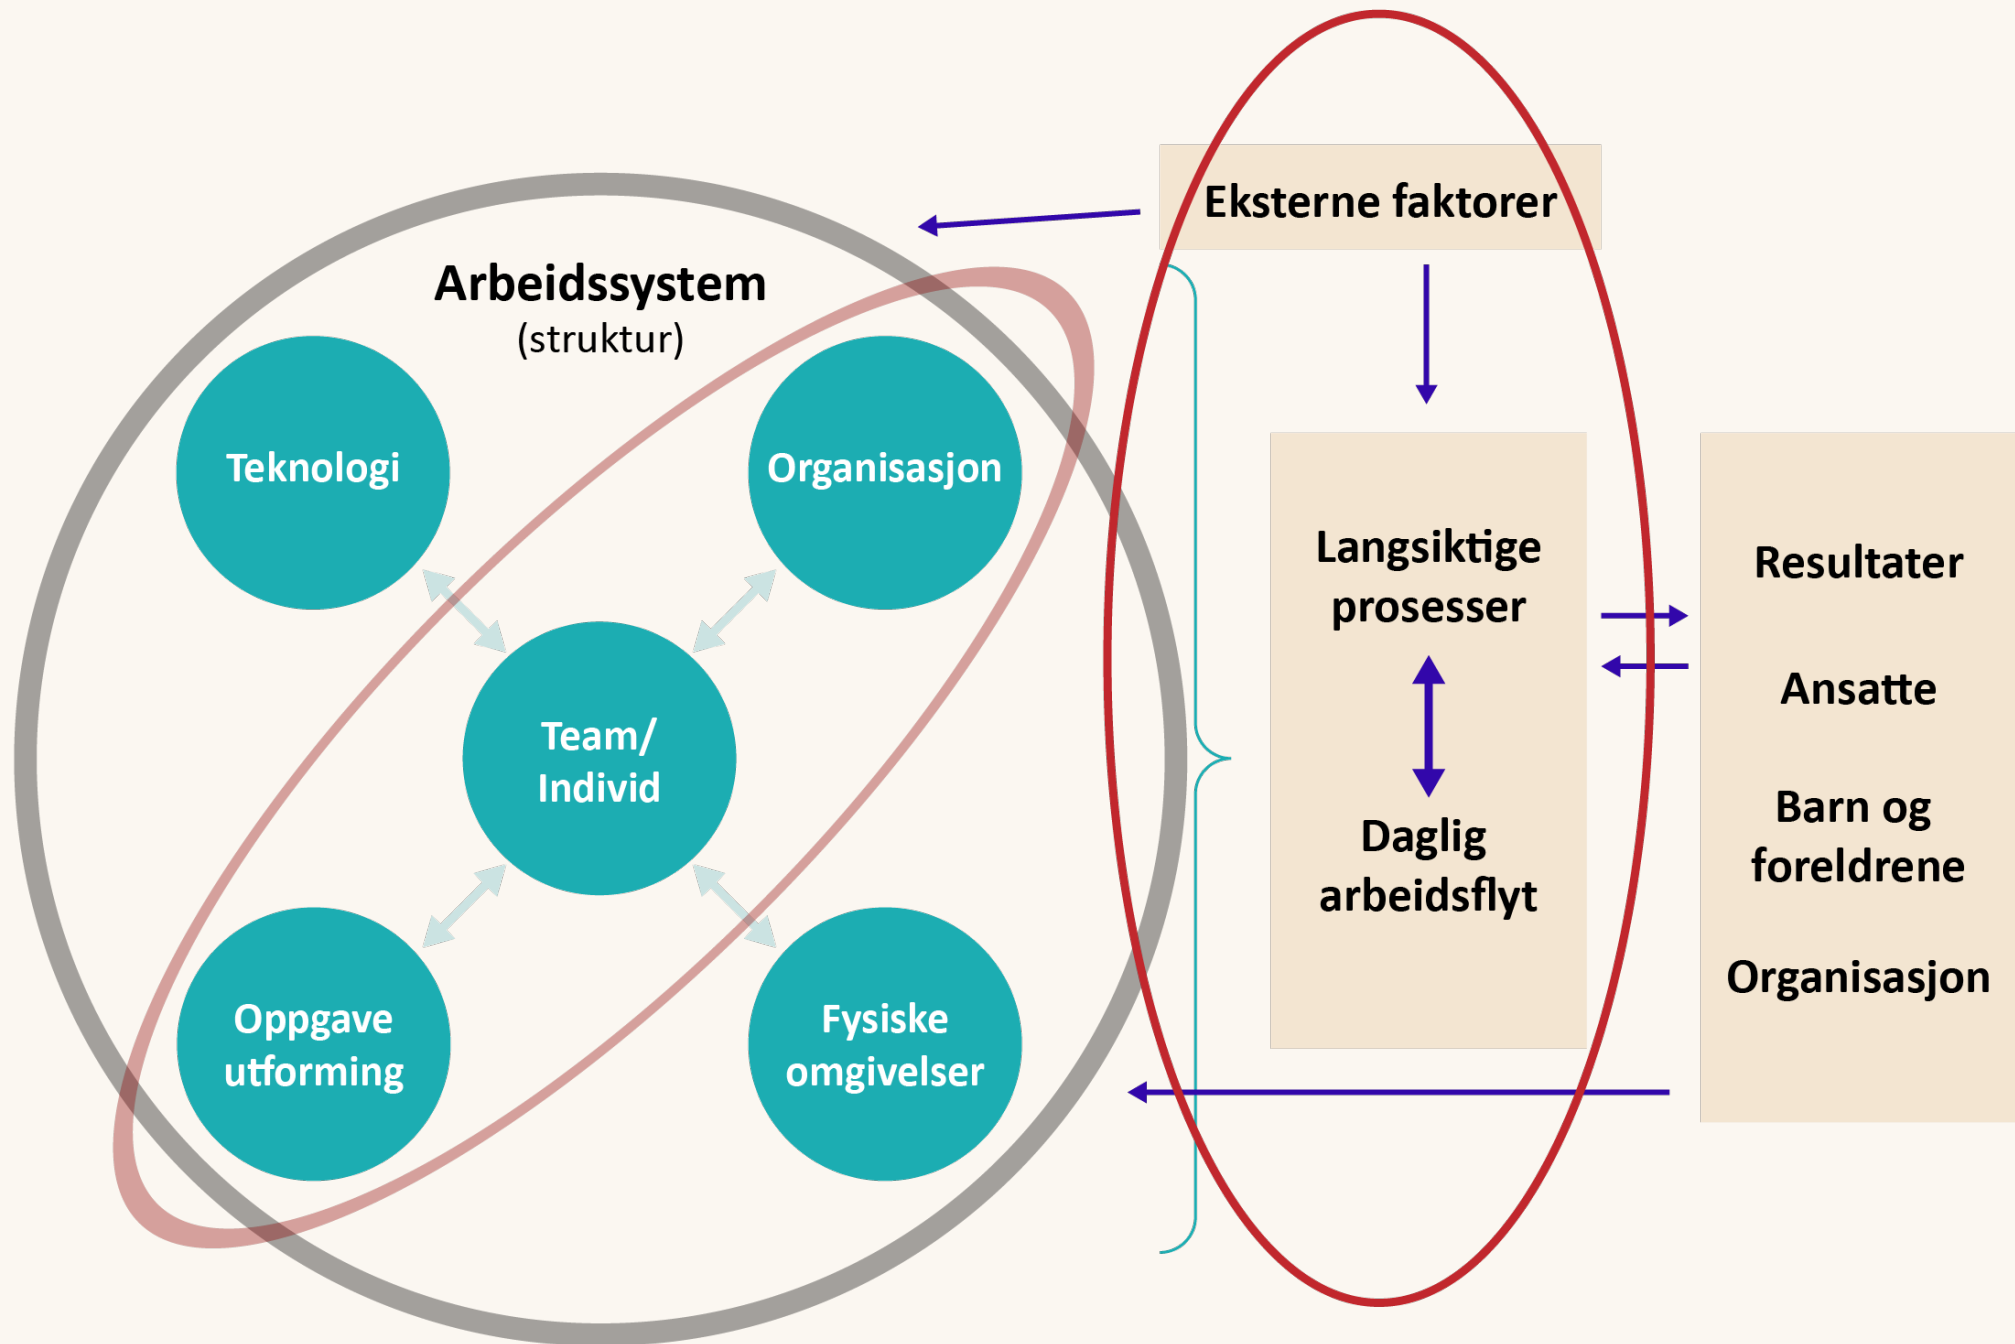 Eksterne faktorer
Arbeidssystem
(struktur)
Teknologi
Organisasjon
Team/
Individ
Oppgave
utforming
Fysiske
omgivelser
Langsiktige
prosesser
Daglig
arbeidsflyt
Resultater
Ansatte
Barn og
foreldrene
Organisasjon